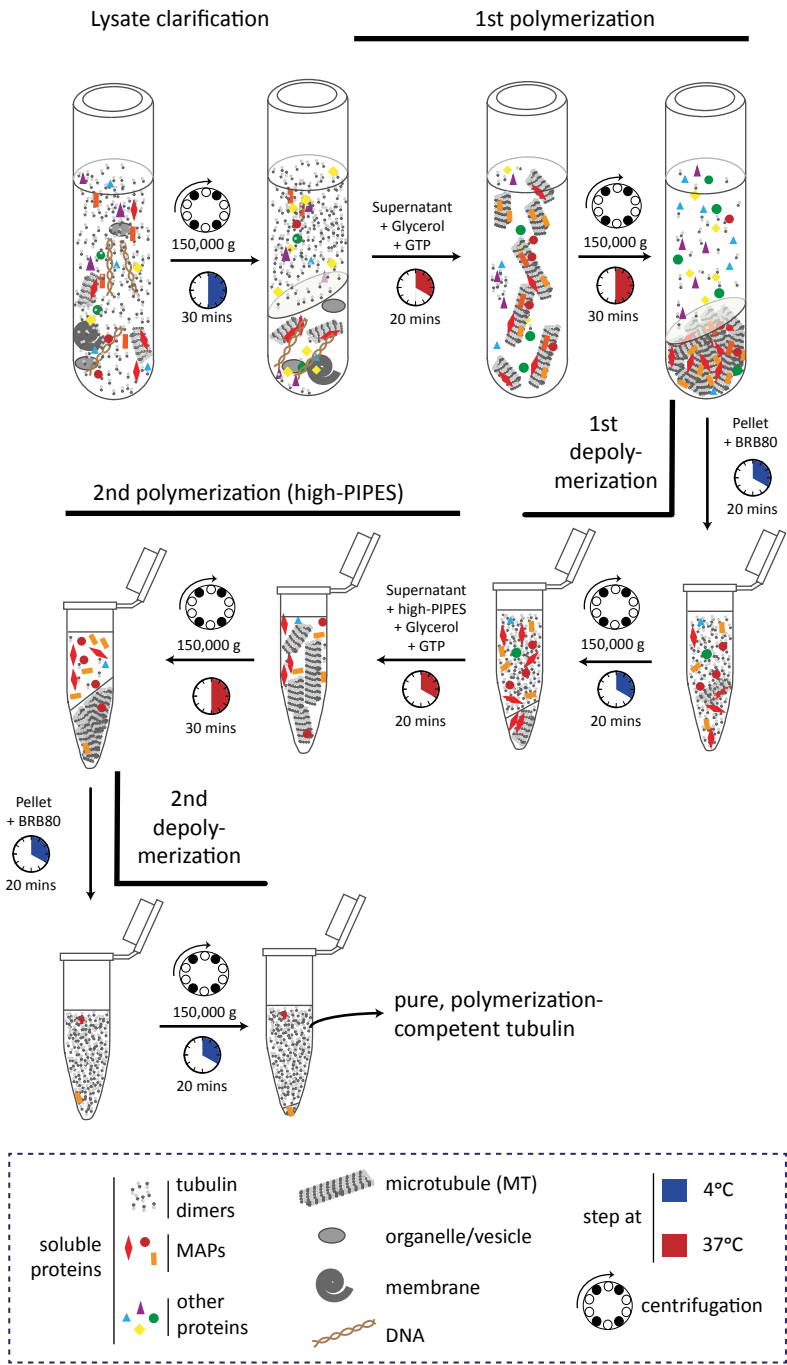 Lysate clarification
1st polymerization
150,000 g
30 mins
Supernatant
+ Glycerol
+ GTP
20 mins
150,000 g
30 mins
1st
depoly-
merization
Pellet
+ BRB80
20 mins
2nd polymerization (high-PIPES)
150,000 g
30 mins
Supernatant
+ high-PIPES
+ Glycerol
+ GTP
20 mins
150,000 g
20 mins
Pellet
+ BRB80
20 mins
2nd
depoly-
merization
150,000 g
20 mins
pure, polymerization-
competent tubulin
soluble
proteins
tubulin
dimers
MAPs
other
proteins
microtubule (MT)
organelle/vesicle
membrane
DNA
step at
4°C
37°C
centrifugation